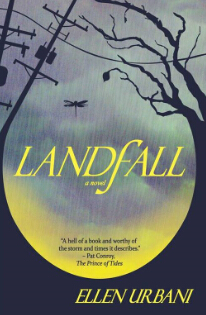 LANDfALL
a novel
"A hell of a book and worthy of
the storm and times it describes."
– Pat Conroy,
The Prince of Tides
ELLEN URBANI